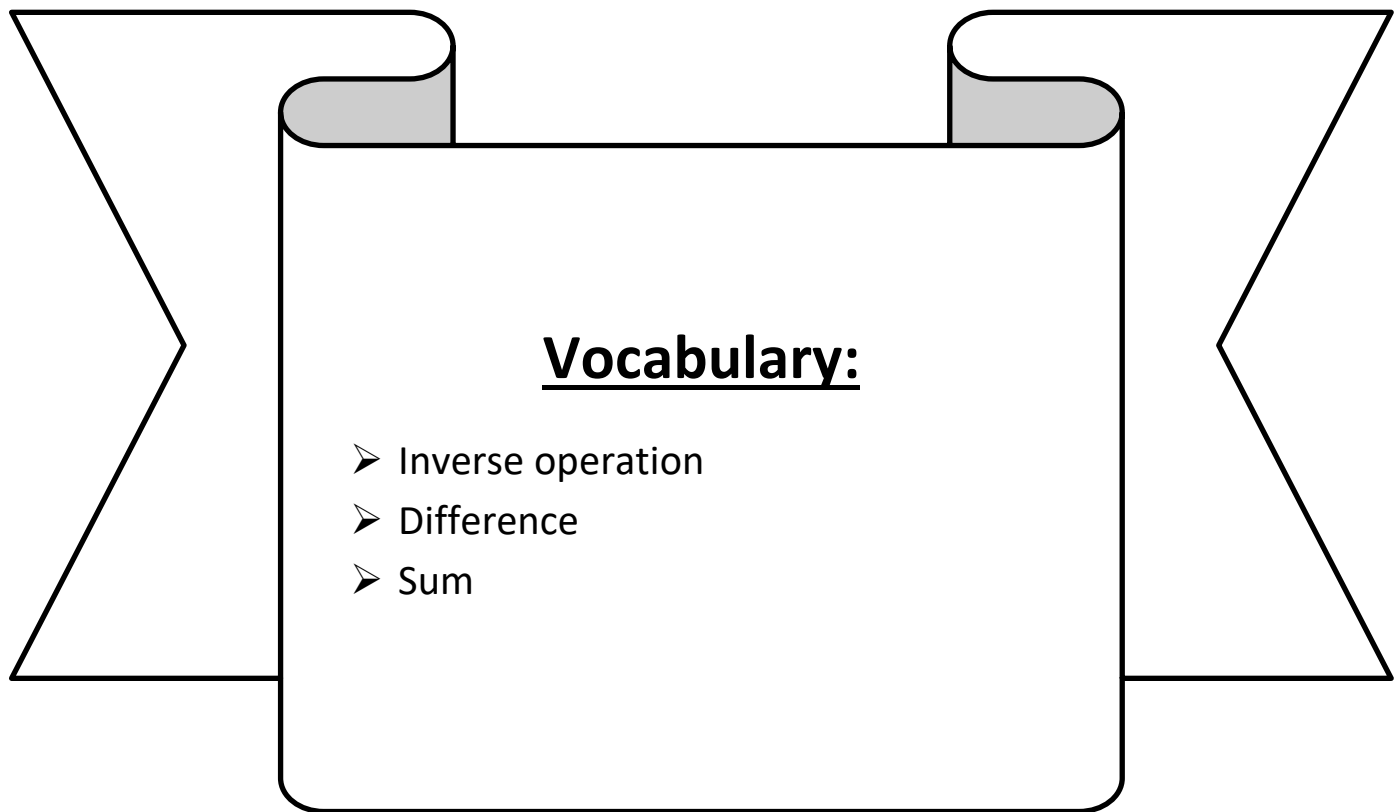 Vocabulary:
➢ Inverse operation
➢ Difference
➢ Sum